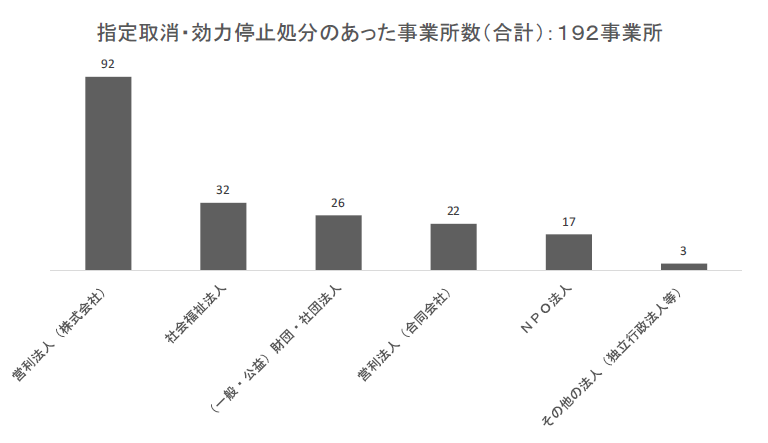 指定取消・効力停止処分のあった事業所数（合計）：１９２事業所
92
32
26
22
17
3
営利法人（株式会社）
社会福祉法人
（一般・公益）財団・社団法人
営利法人（合同会社）
ＮＰＯ法人
その他の法人（独立行政法人等）